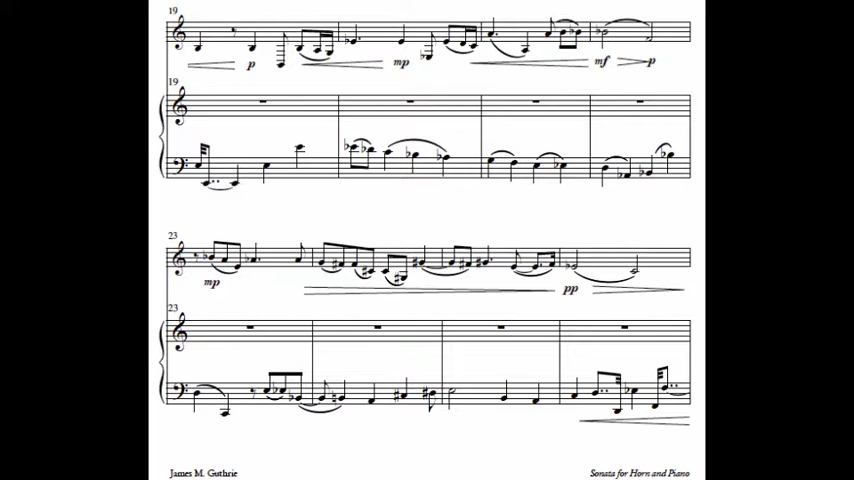 19
p
mp
mf
p
19
23
mp
pp
23
James M. Guthrie
Sonata for Horn and Piano